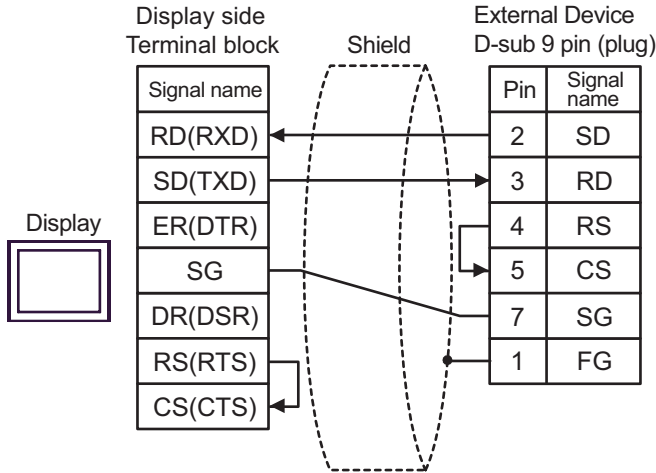 Display side
Terminal block
Shield
External Device
D-sub 9 pin (plug)
Signal name
Pin
Signal
name
RD(RXD)
2 SD
SD(TXD)
3 RD
Display
ER(DTR)
4 RS
SG
5 CS
DR(DSR)
7 SG
RS(RTS)
1 FG
CS(CTS)